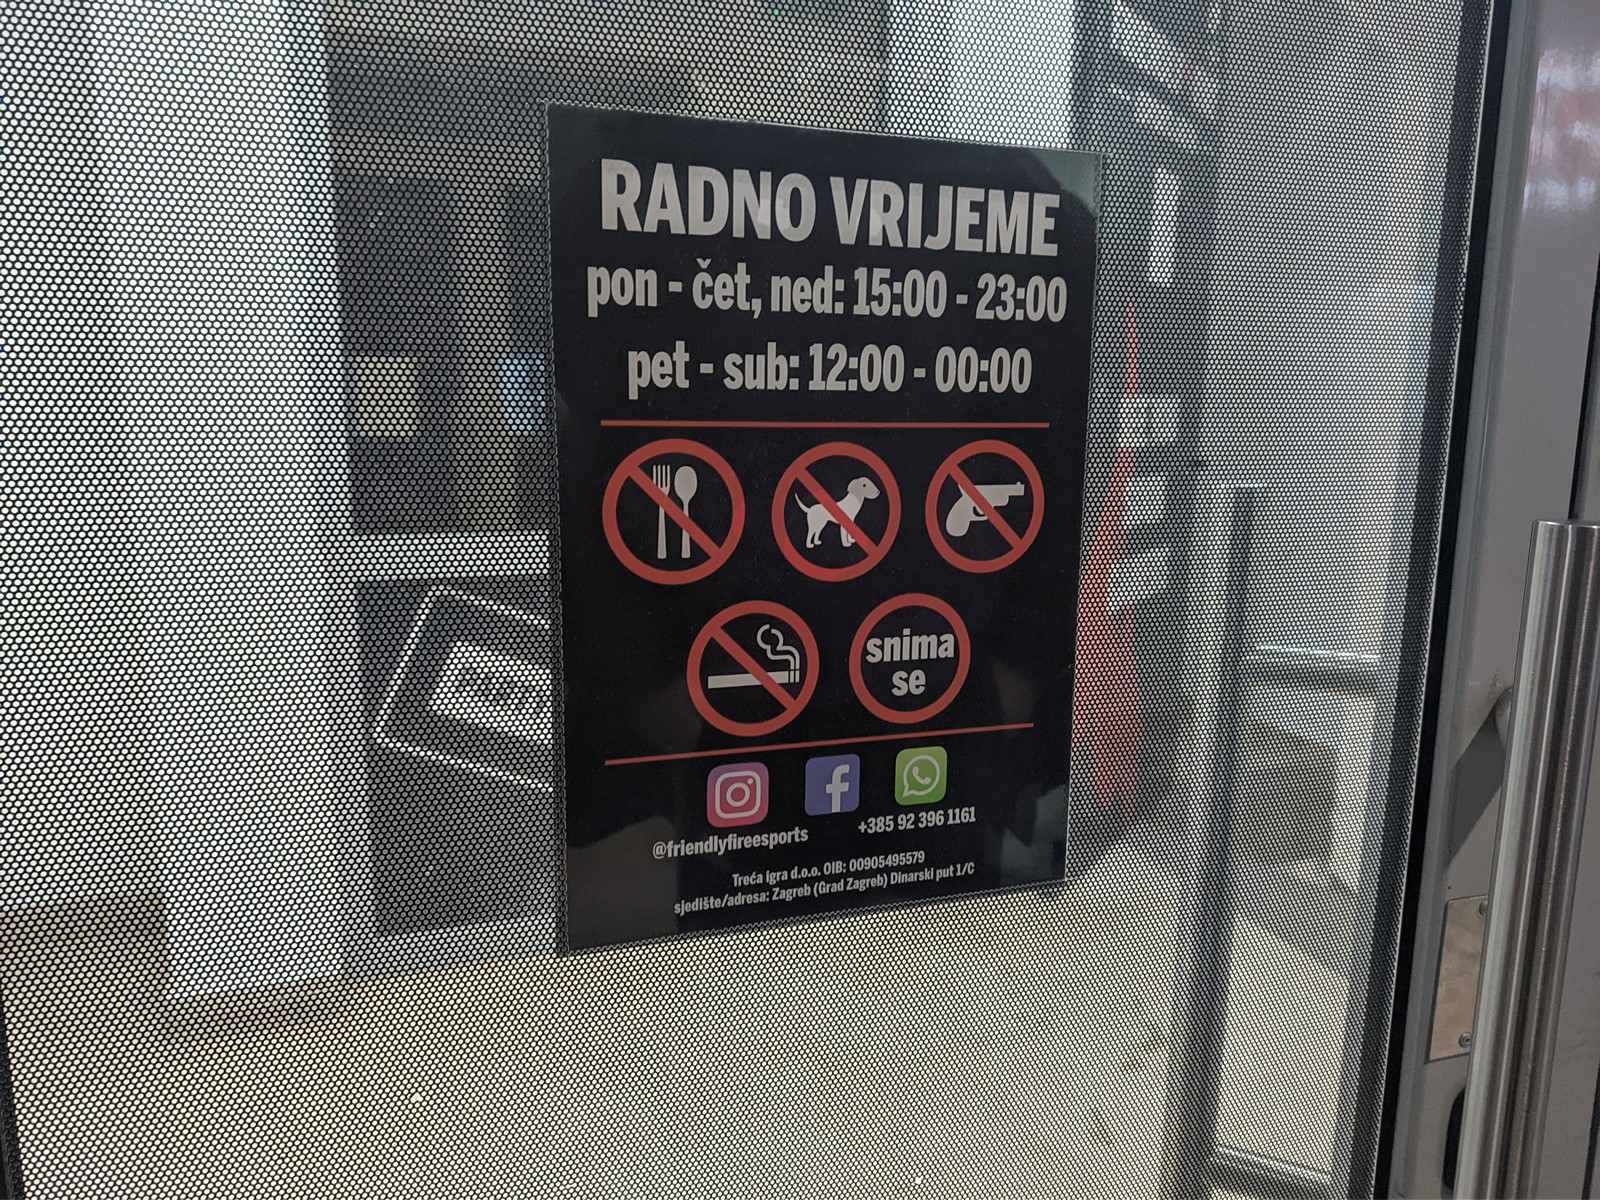 RADNO VRIJEME
pon - čet, ned: 15:00 - 23:00
pet - sub: 12:00 - 00:00
snima
se
@friendlyfireesports
+385 92 396 1161
Treća igra d.o.o. OIB: 00905495579
sjedište/adresa: Zagreb (Grad Zagreb) Dinarski put 1/C